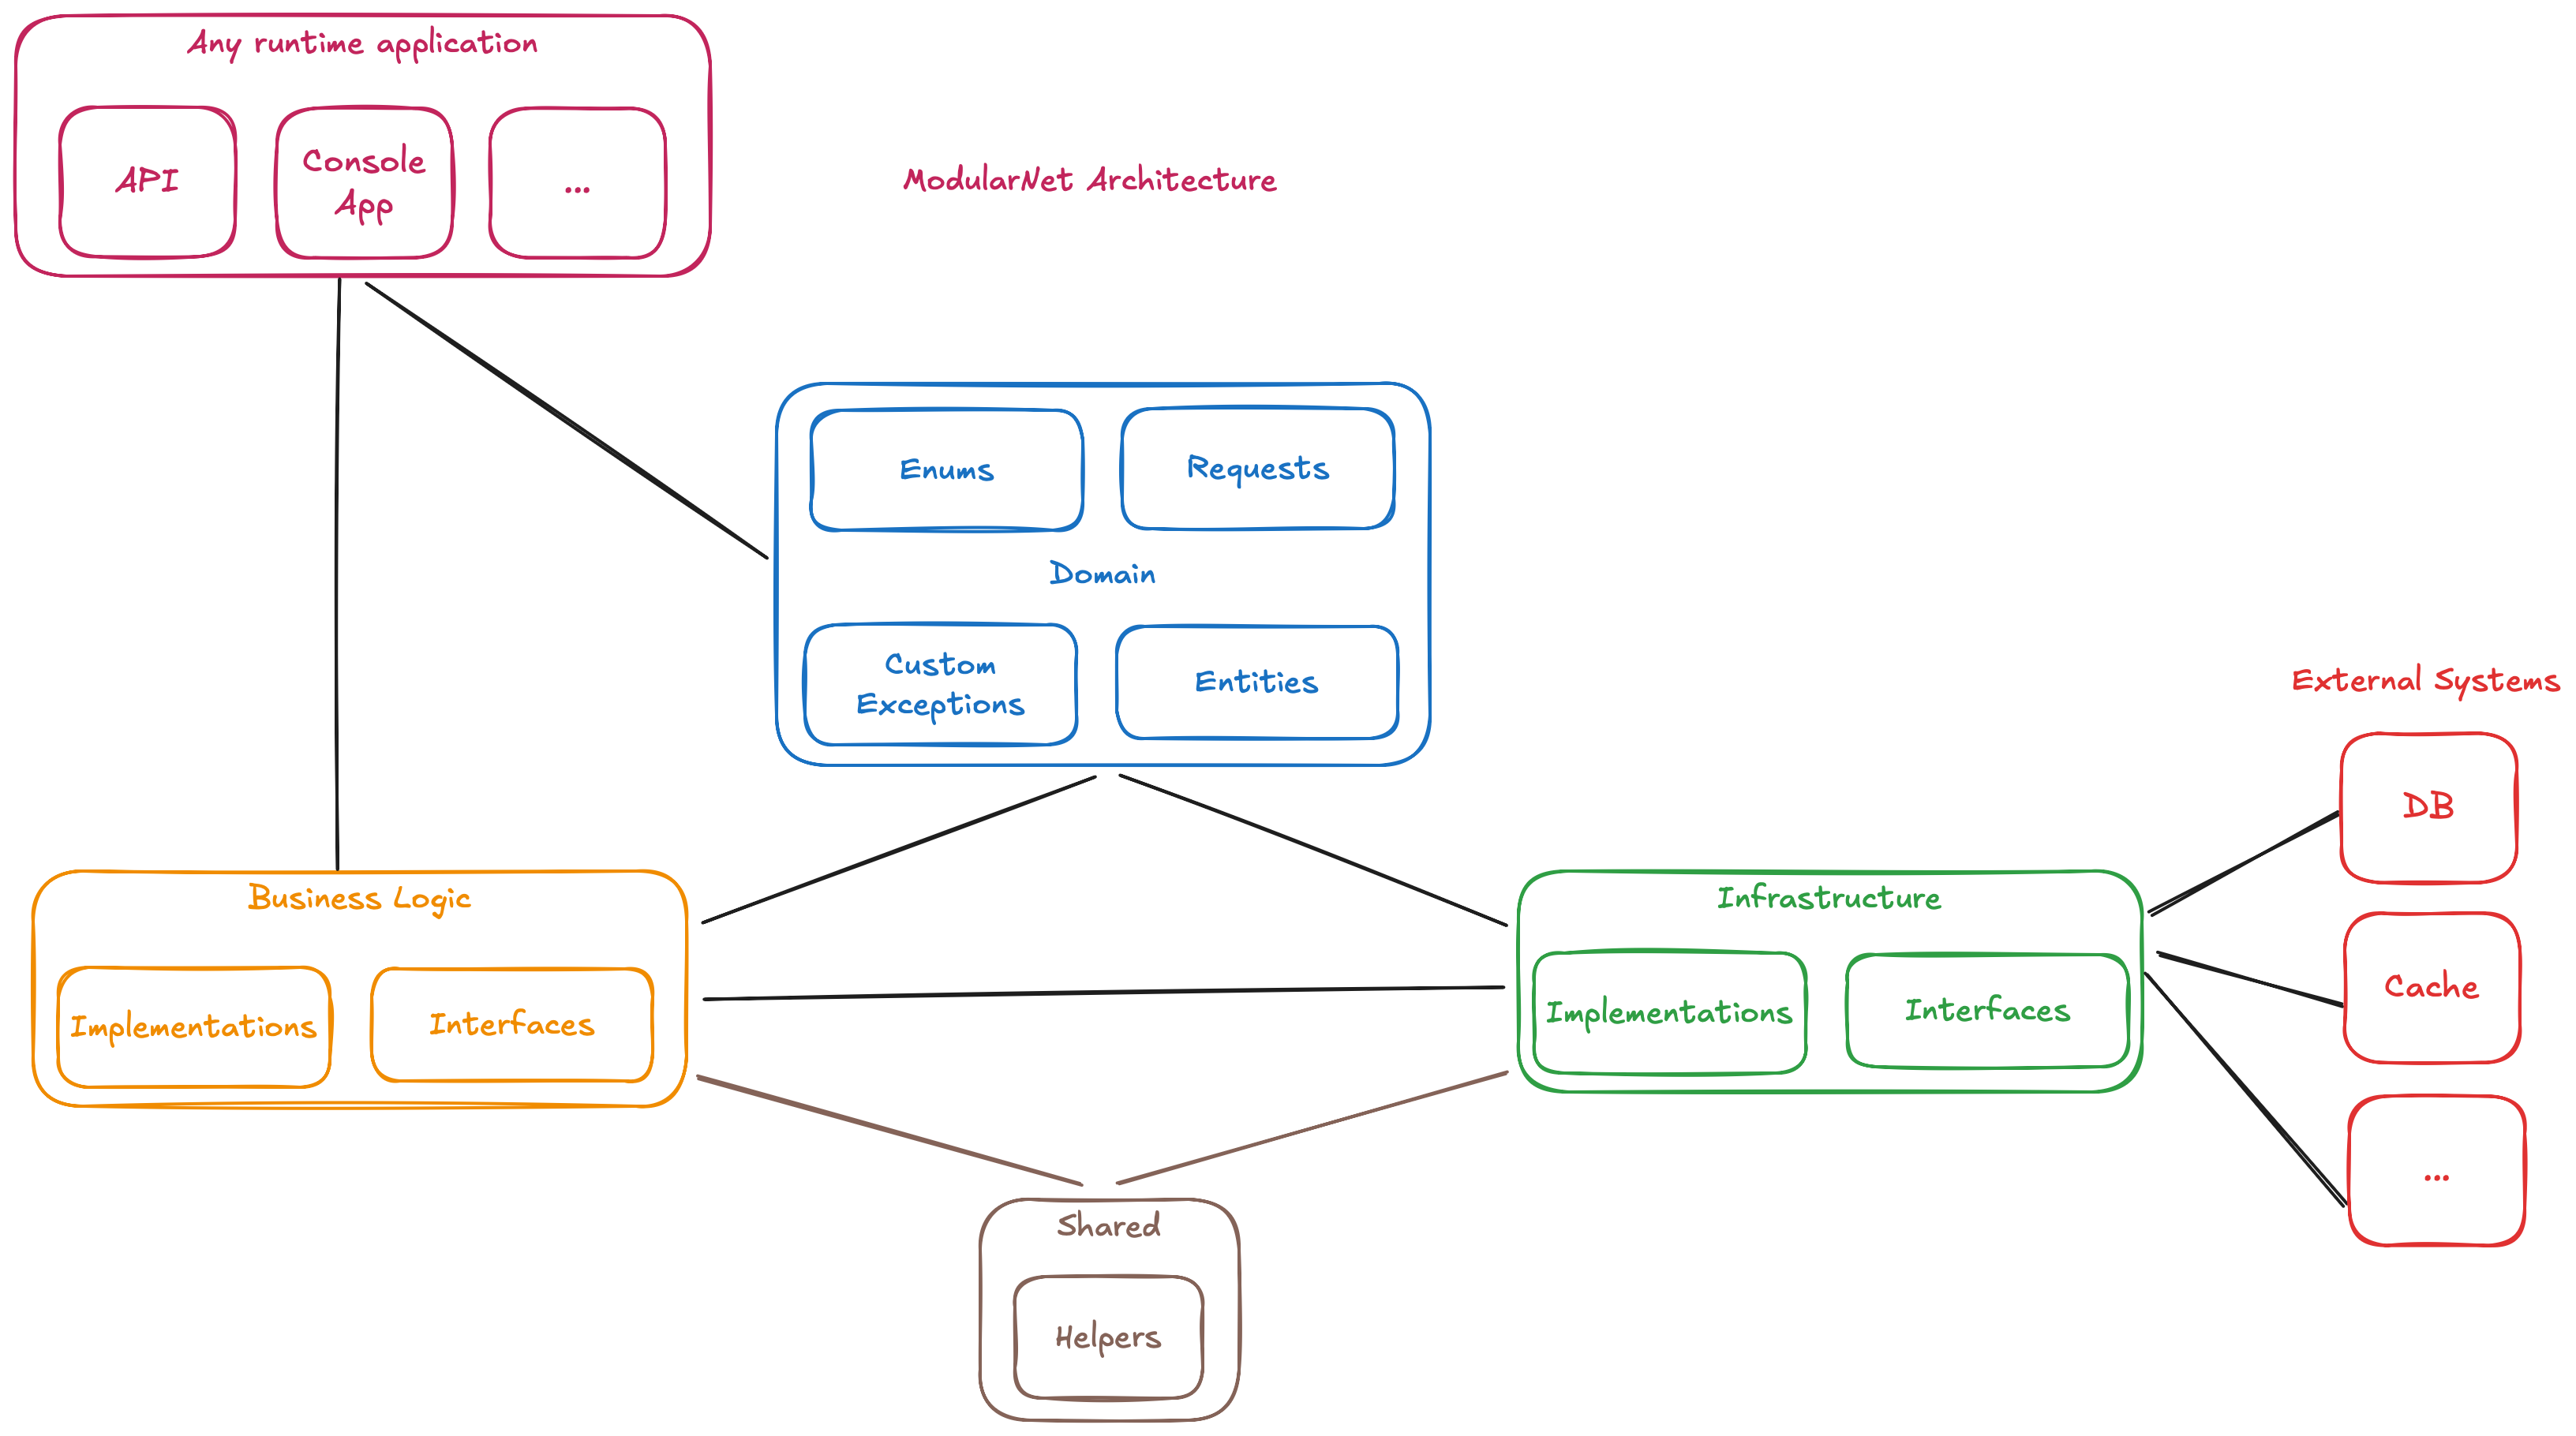 Any runtime application
API
Console
App
...
ModularNet Architecture
Enums
Requests
Domain
Custom
Exceptions
Entities
External Systems
DB
Cache
...
Business Logic
Implementations
Interfaces
Infrastructure
Implementations
Interfaces
Shared
Helpers